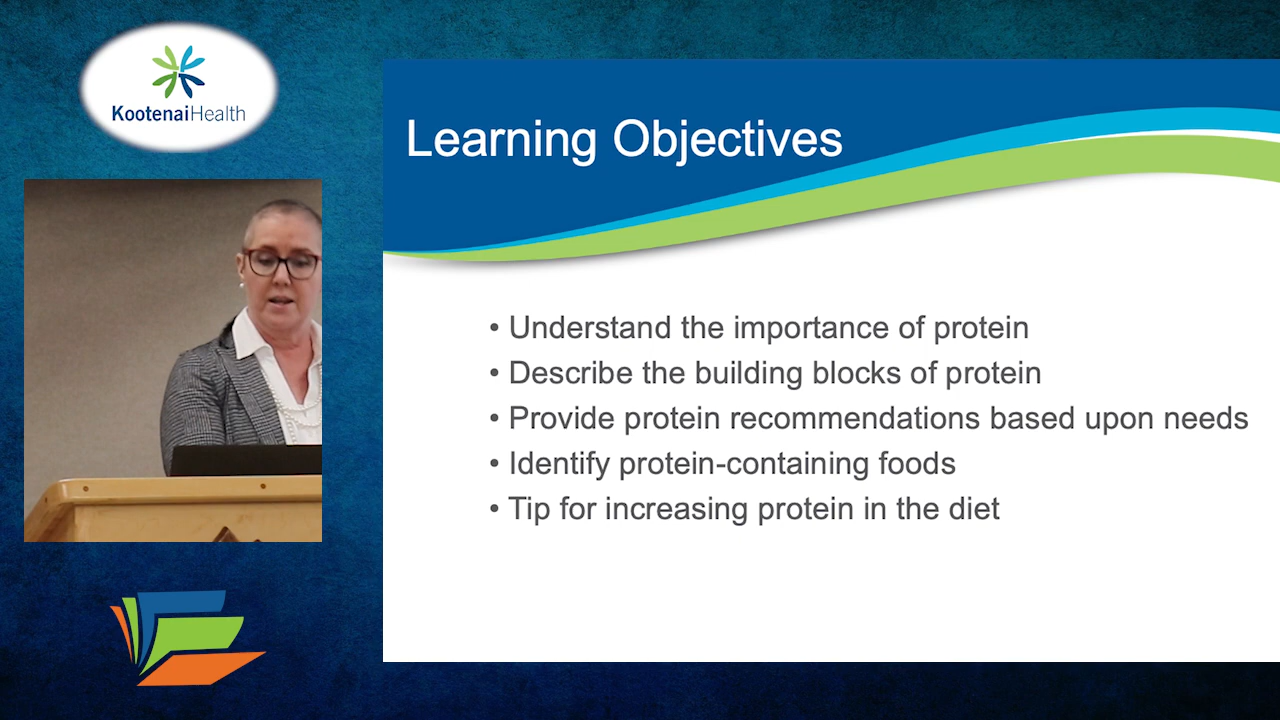 KootenaiHealth
Learning Objectives
• Understand the importance of protein
• Describe the building blocks of protein
• Provide protein recommendations based upon needs
• Identify protein-containing foods
• Tip for increasing protein in the diet